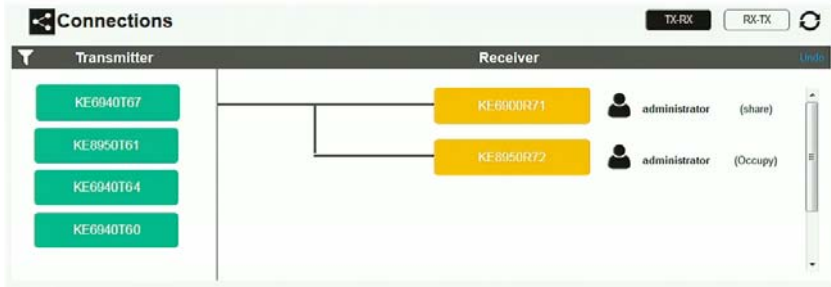 Connections
TX-RX
RX-TX
Transmitter
Receiver
Undo
KE6940T67
KE8950T61
KE6940T64
KE6940T60
KE6900R71
administrator
(share)
KE8950R72
administrator
(Occupy)